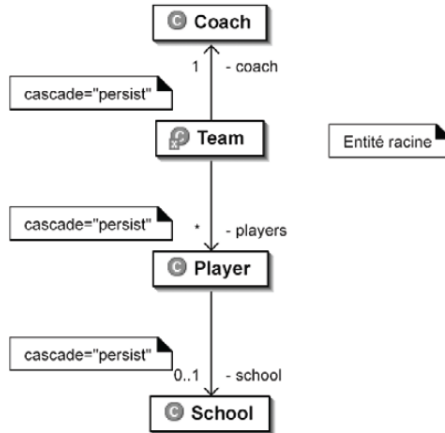 C Coach
1 - coach
cascade="persist"
C Team
Entité racine
cascade="persist"
* - players
C Player
cascade="persist"
0..1 - school
C School